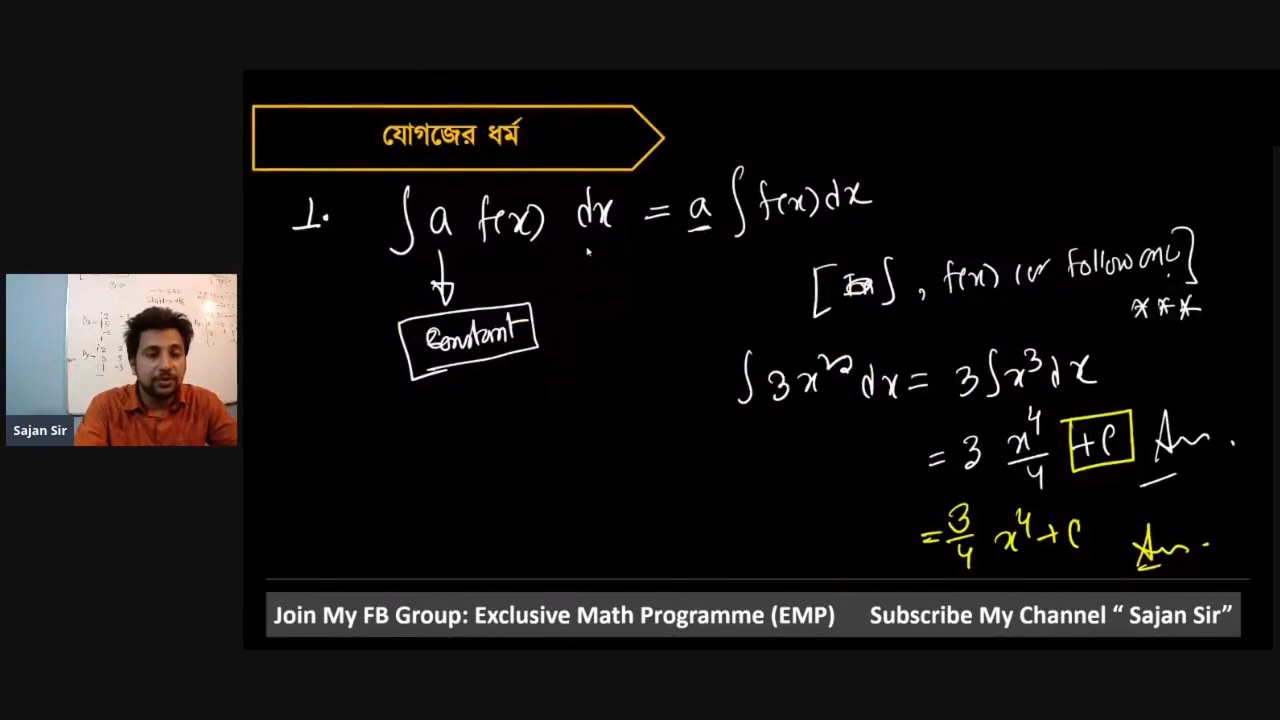 যোগজের ধর্ম
1. ∫ a f(x) dx = a ∫ f(x) dx
[ ∫ , f(x) follow
***
Constant
∫ 3x³ dx = 3 ∫ x³ dx
= 3 x⁴/4 + C Ans.
= 3/4 x⁴ + C Ans.
Sajan Sir
Join My FB Group: Exclusive Math Programme (EMP) Subscribe My Channel “ Sajan Sir”